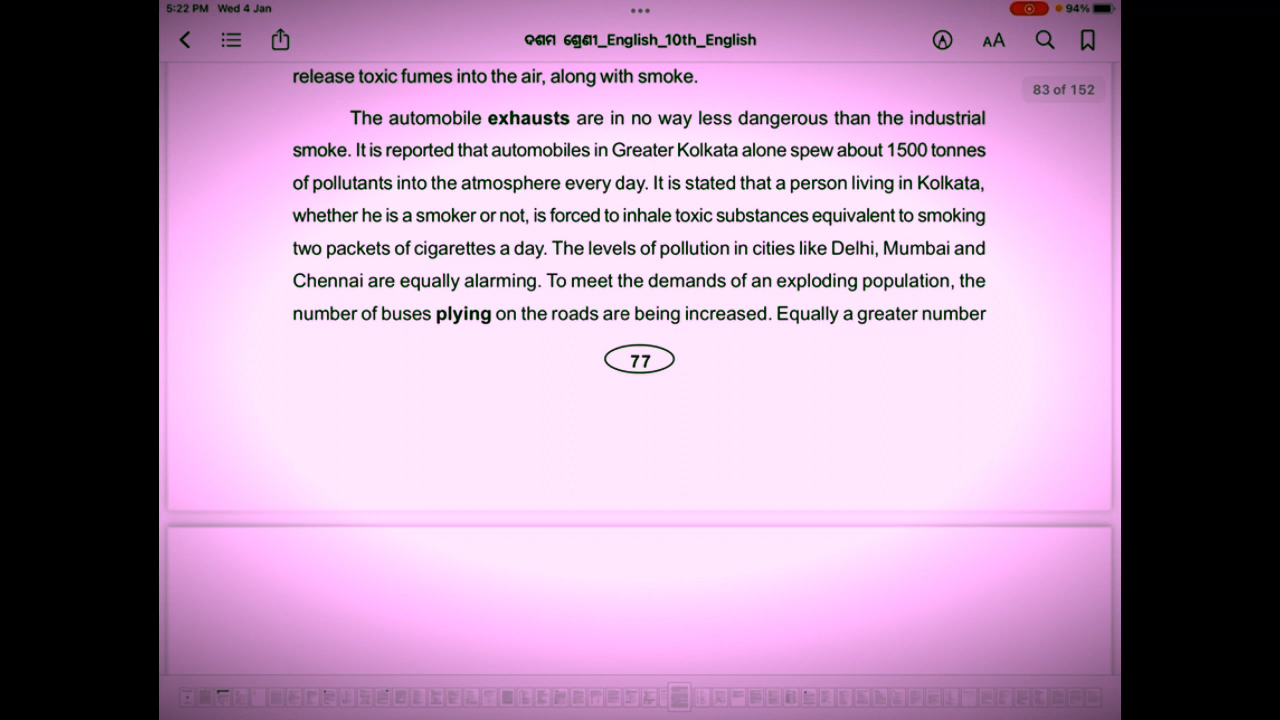 5:22 PM Wed 4 Jan
94%
ଦଶମ ଶ୍ରେଣୀ_English_10th_English
AA
release toxic fumes into the air, along with smoke.
83 of 152
The automobile exhausts are in no way less dangerous than the industrial
smoke. It is reported that automobiles in Greater Kolkata alone spew about 1500 tonnes
of pollutants into the atmosphere every day. It is stated that a person living in Kolkata,
whether he is a smoker or not, is forced to inhale toxic substances equivalent to smoking
two packets of cigarettes a day. The levels of pollution in cities like Delhi, Mumbai and
Chennai are equally alarming. To meet the demands of an exploding population, the
number of buses plying on the roads are being increased. Equally a greater number
77